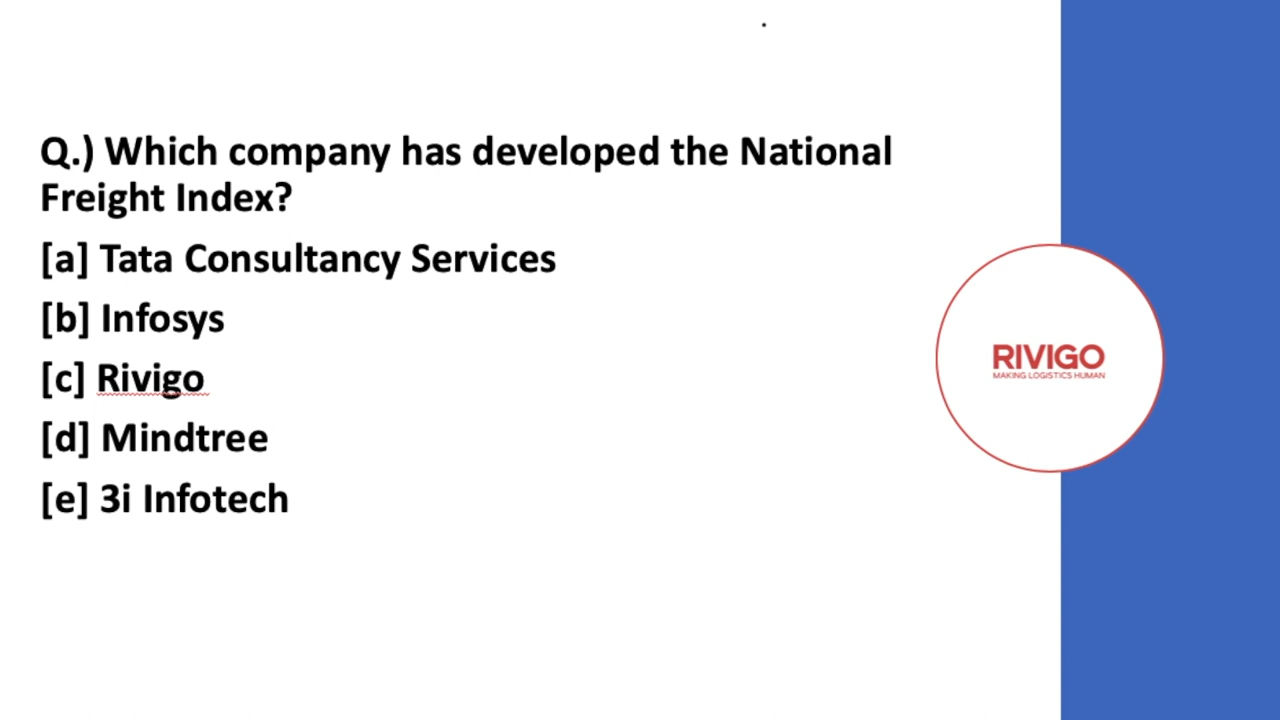 Q.) Which company has developed the National
Freight Index?
[a] Tata Consultancy Services
[b] Infosys
[c] Rivigo
[d] Mindtree
[e] 3i Infotech
RIVIGO
MAKING LOGISTICS HUMAN